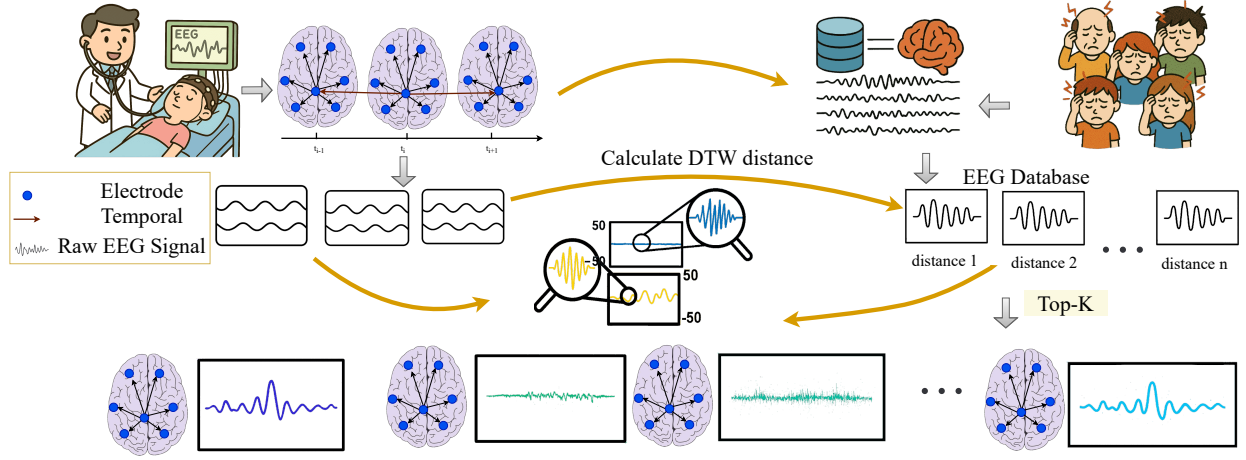 EEG
t_{i-1}
t_i
t_{i+1}
Calculate DTW distance
EEG Database
Electrode
Temporal
Raw EEG Signal
50
-50
50
-50
distance 1
distance 2
distance n
Top-K